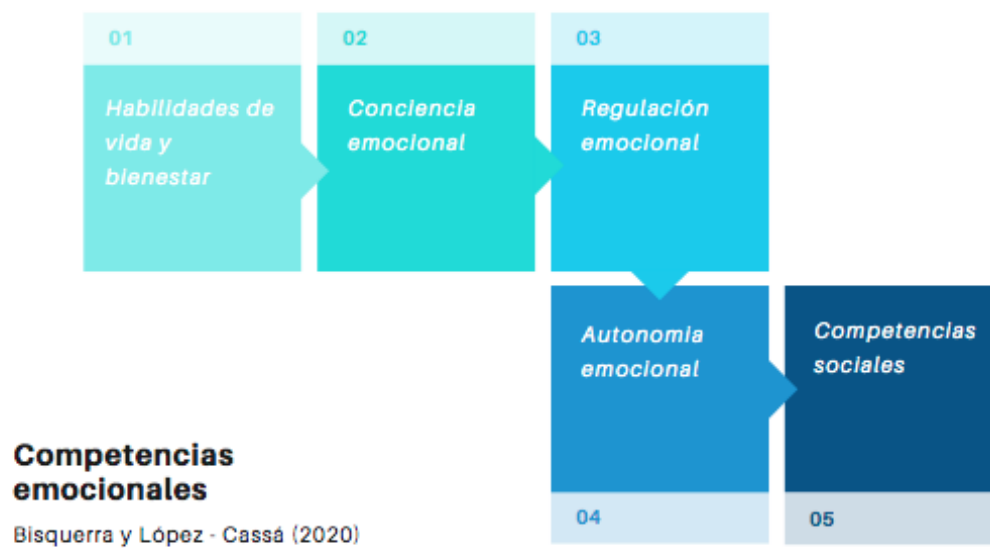 01
Habilidades de
vida y
bienestar
02
Conciencia
emocional
03
Regulación
emocional
Autonomia
emocional
04
Competencias
sociales
05
Competencias
emocionales
Bisquerra y López - Cassá (2020)